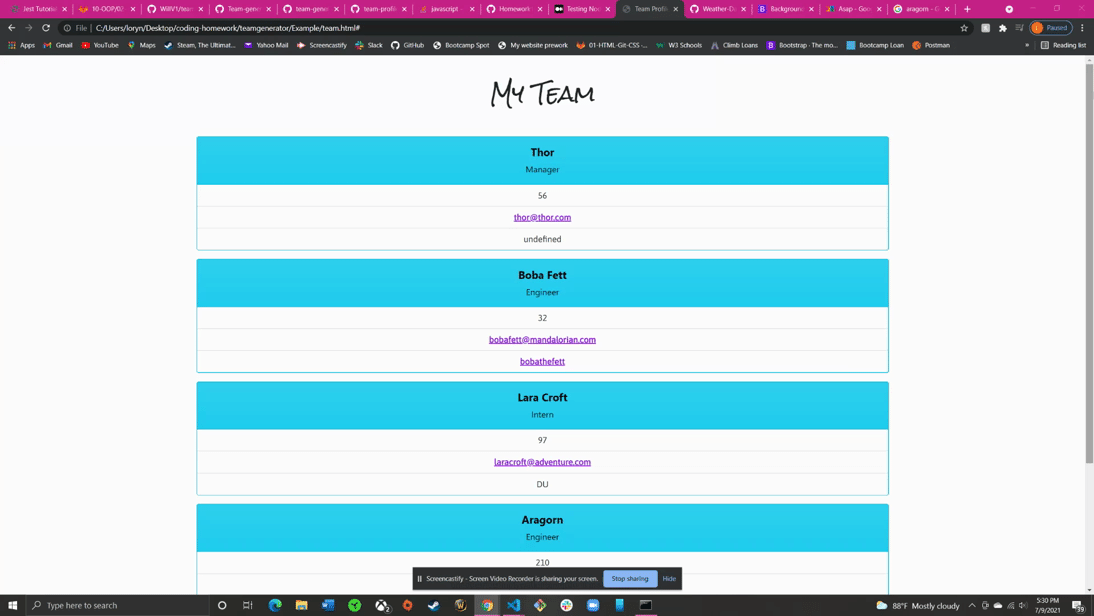 Jest Tutorial
10-OOP/02
WillV1/team
Team-gene
team-gene
team-profil
javascript
Homework
Testing Nod
Team Profil
Weather-Da
Background
Asap - Goo
aragorn - G
File | C:/Users/loryn/Desktop/coding-homework/teamgenerator/Example/team.html#
Paused
Apps
Gmail
YouTube
Maps
Steam, The Ultimat...
Yahoo Mail
Screencastify
Slack
GitHub
Bootcamp Spot
My website prework
01-HTML-Git-CSS -...
W3 Schools
Climb Loans
Bootstrap · The mo...
Bootcamp Loan
Postman
»
Reading list
My Team
Thor
Manager
56
thor@thor.com
undefined
Boba Fett
Engineer
32
bobafett@mandalorian.com
bobathefett
Lara Croft
Intern
97
laracroft@adventure.com
DU
Aragorn
Engineer
210
Screencastify - Screen Video Recorder is sharing your screen.
Stop sharing
Hide
Type here to search
88°F Mostly cloudy
5:30 PM
7/9/2021
39